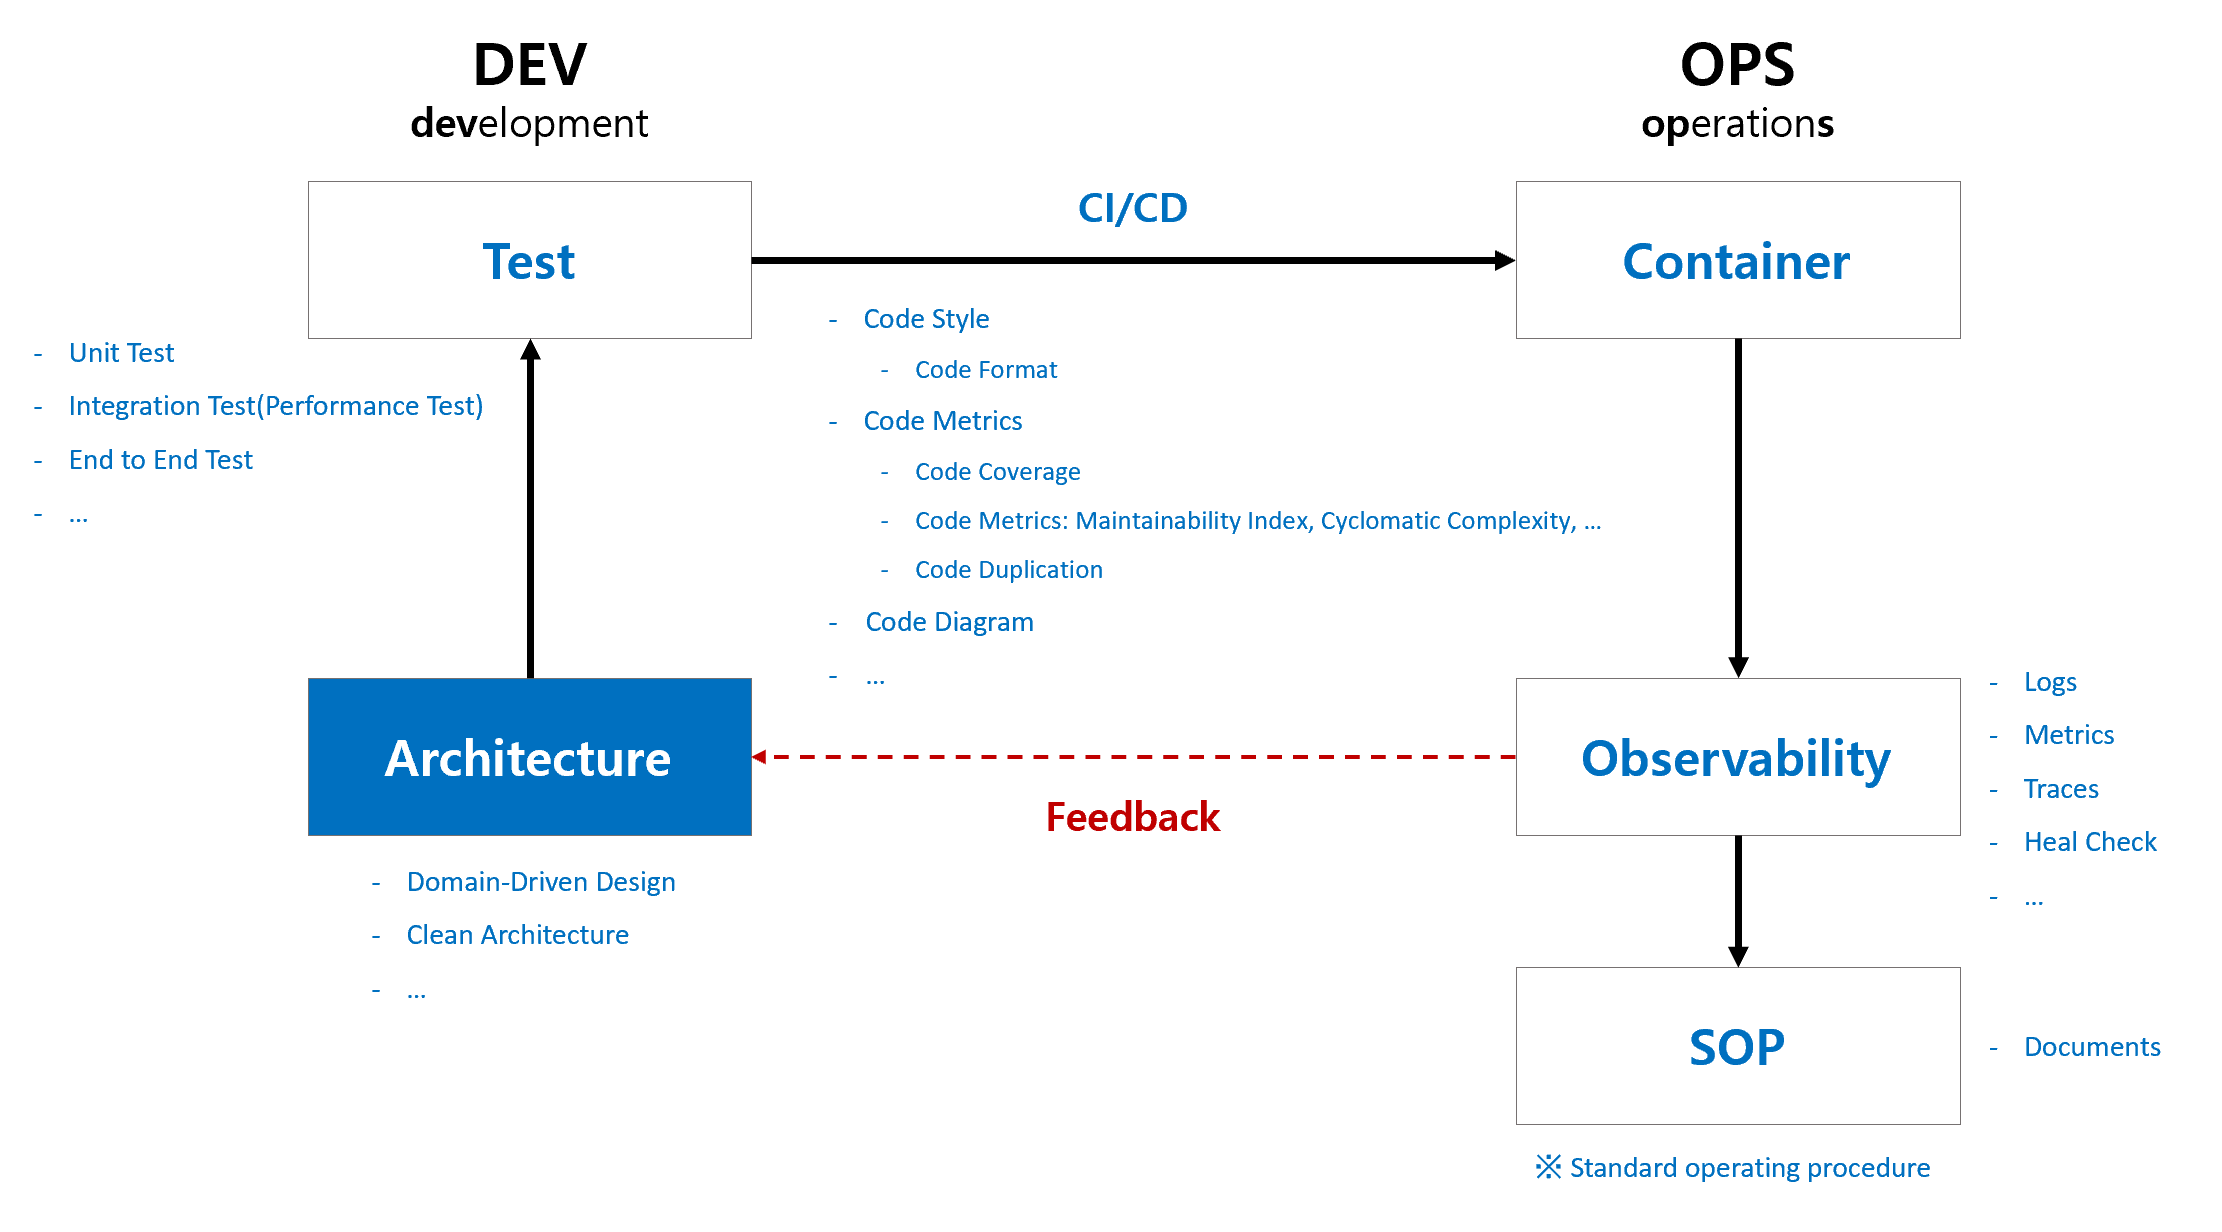 DEV
development
OPS
operations
Test
CI/CD
Container
- Unit Test
- Integration Test(Performance Test)
- End to End Test
- ...
- Code Style
- Code Format
- Code Metrics
- Code Coverage
- Code Metrics: Maintainability Index, Cyclomatic Complexity, ...
- Code Duplication
- Code Diagram
- ...
Architecture
Feedback
Observability
- Logs
- Metrics
- Traces
- Heal Check
- ...
- Domain-Driven Design
- Clean Architecture
- ...
SOP
- Documents
※ Standard operating procedure